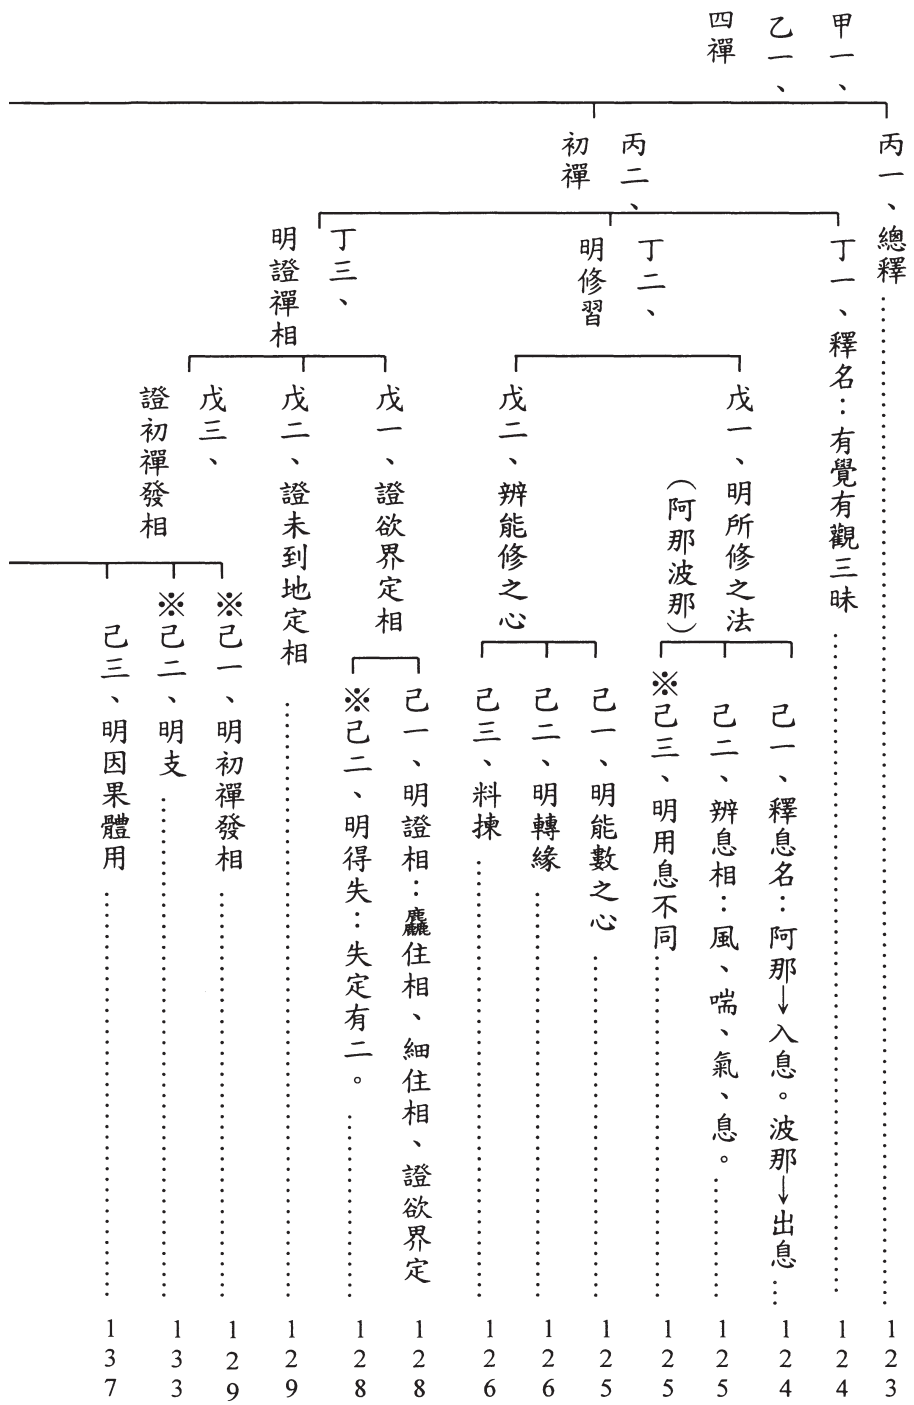 甲一、
乙一、
四禪
丙一、總釋……123
丙二、
初禪
丁一、釋名：有覺有觀三昧……124
丁二、
明修習
戊一、明所修之法
（阿那波那）
己一、釋息名：阿那→入息。波那→出息……124
己二、辨息相：風、喘、氣、息。……125
※己三、明用息不同……125
戊二、辨能修之心
己一、明能數之心……125
己二、明轉緣……126
己三、料揀……126
丁三、
明證禪相
戊一、證欲界定相
己一、明證相：麤住相、細住相、證欲界定 128
※己二、明得失：失定有二。……128
戊二、證未到地定相……129
戊三、
證初禪發相
※己一、明初禪發相……129
※己二、明支……133
己三、明因果體用……137